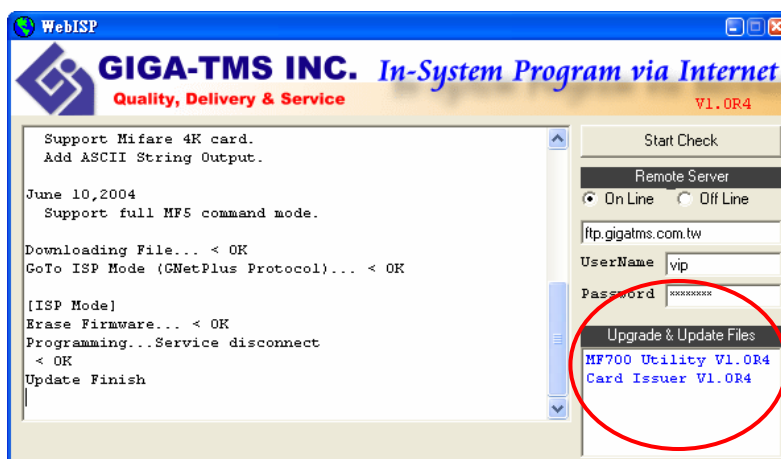 WebISP
GIGA-TMS INC.
Quality, Delivery & Service
In-System Program via Internet
V1.0R4
Support Mifare 4K card.
Add ASCII String Output.
June 10,2004
Support full MF5 command mode.
Downloading File... < OK
GoTo ISP Mode (GNetPlus Protocol)... < OK
[ISP Mode]
Erase Firmware... < OK
Programming...Service disconnect
< OK
Update Finish
Start Check
Remote Server
On Line Off Line
ftp.gigatms.com.tw
UserName vip
Password ××××××××
Upgrade & Update Files
MF700 Utility V1.0R4
Card Issuer V1.0R4